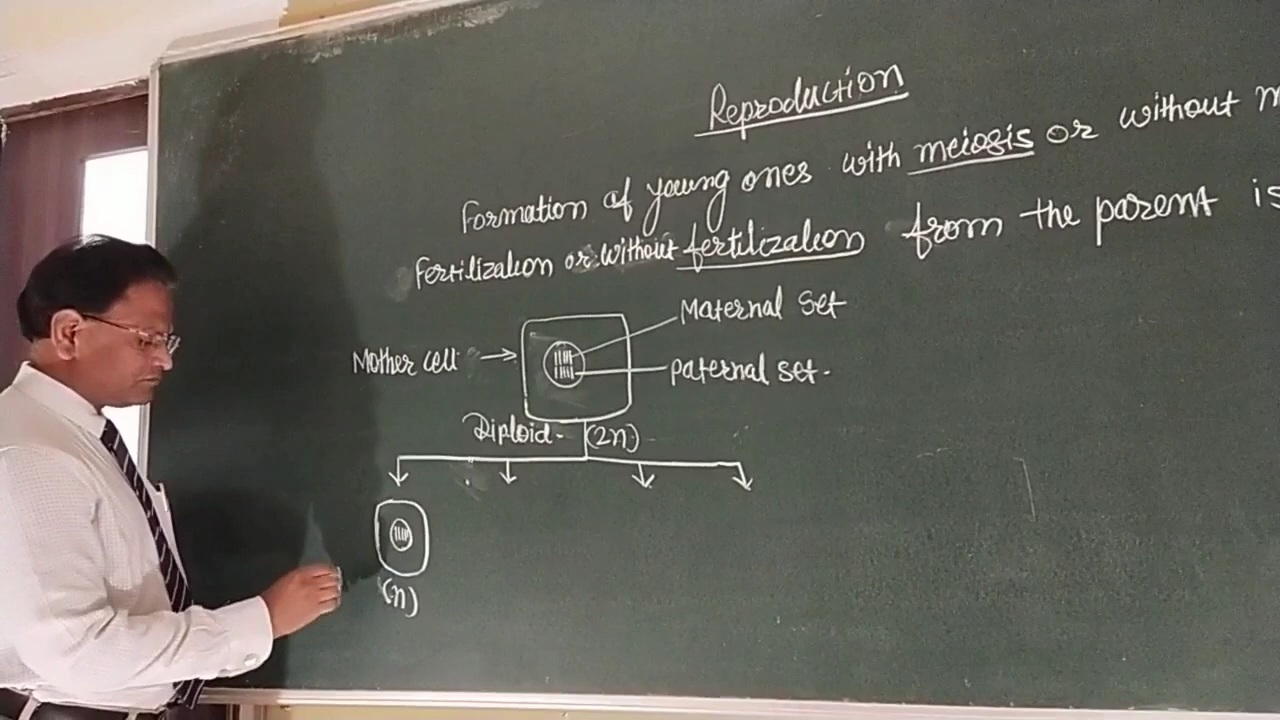 Reproduction
Formation of young ones with meiosis or without m
Fertilization or without fertilization from the parent is
Maternal Set
Mother cell
Paternal set.
Diploid- (2n)
(n)